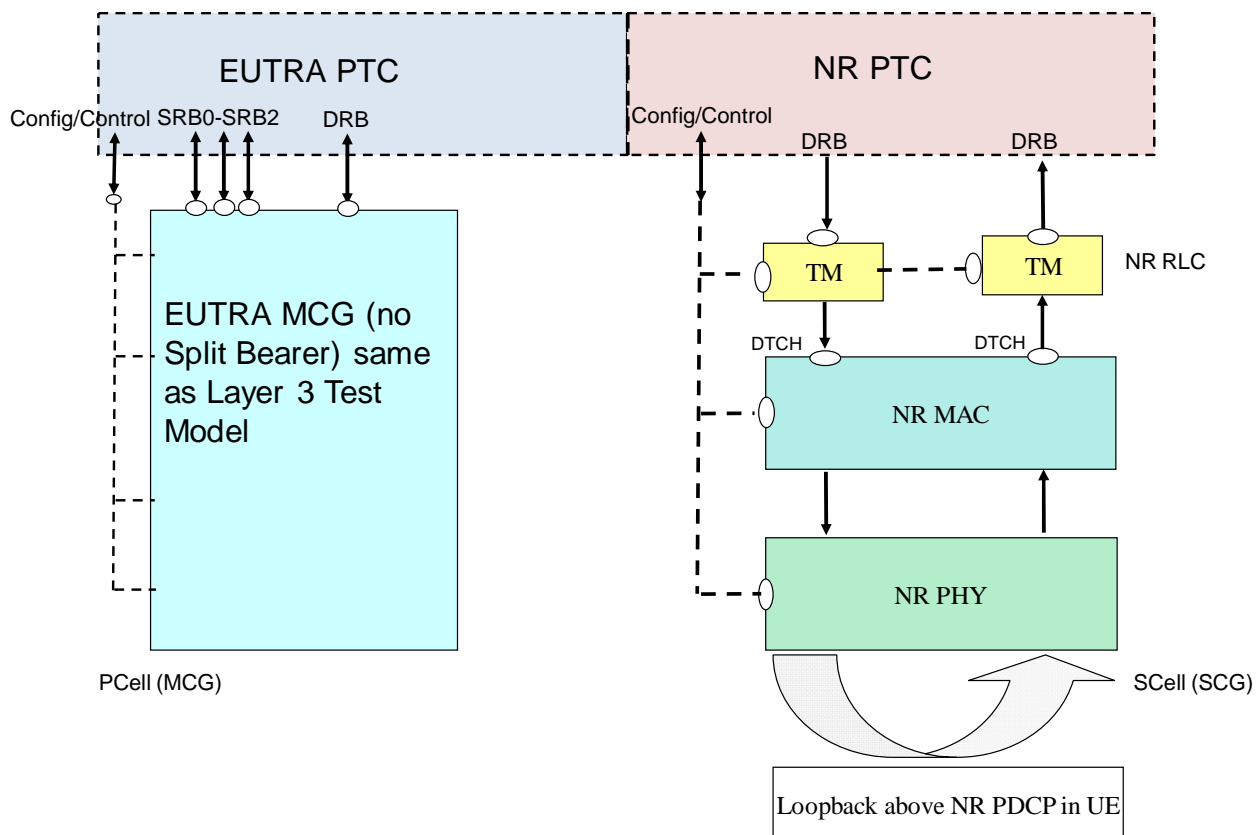 EUTRA PTC
NR PTC
Config/Control
SRB0-SRB2
DRB
Config/Control
DRB
DRB
TM
TM
NR RLC
EUTRA MCG (no
Split Bearer) same
as Layer 3 Test
Model
DTCH
DTCH
NR MAC
NR PHY
PCell (MCG)
SCell (SCG)
Loopback above NR PDCP in UE